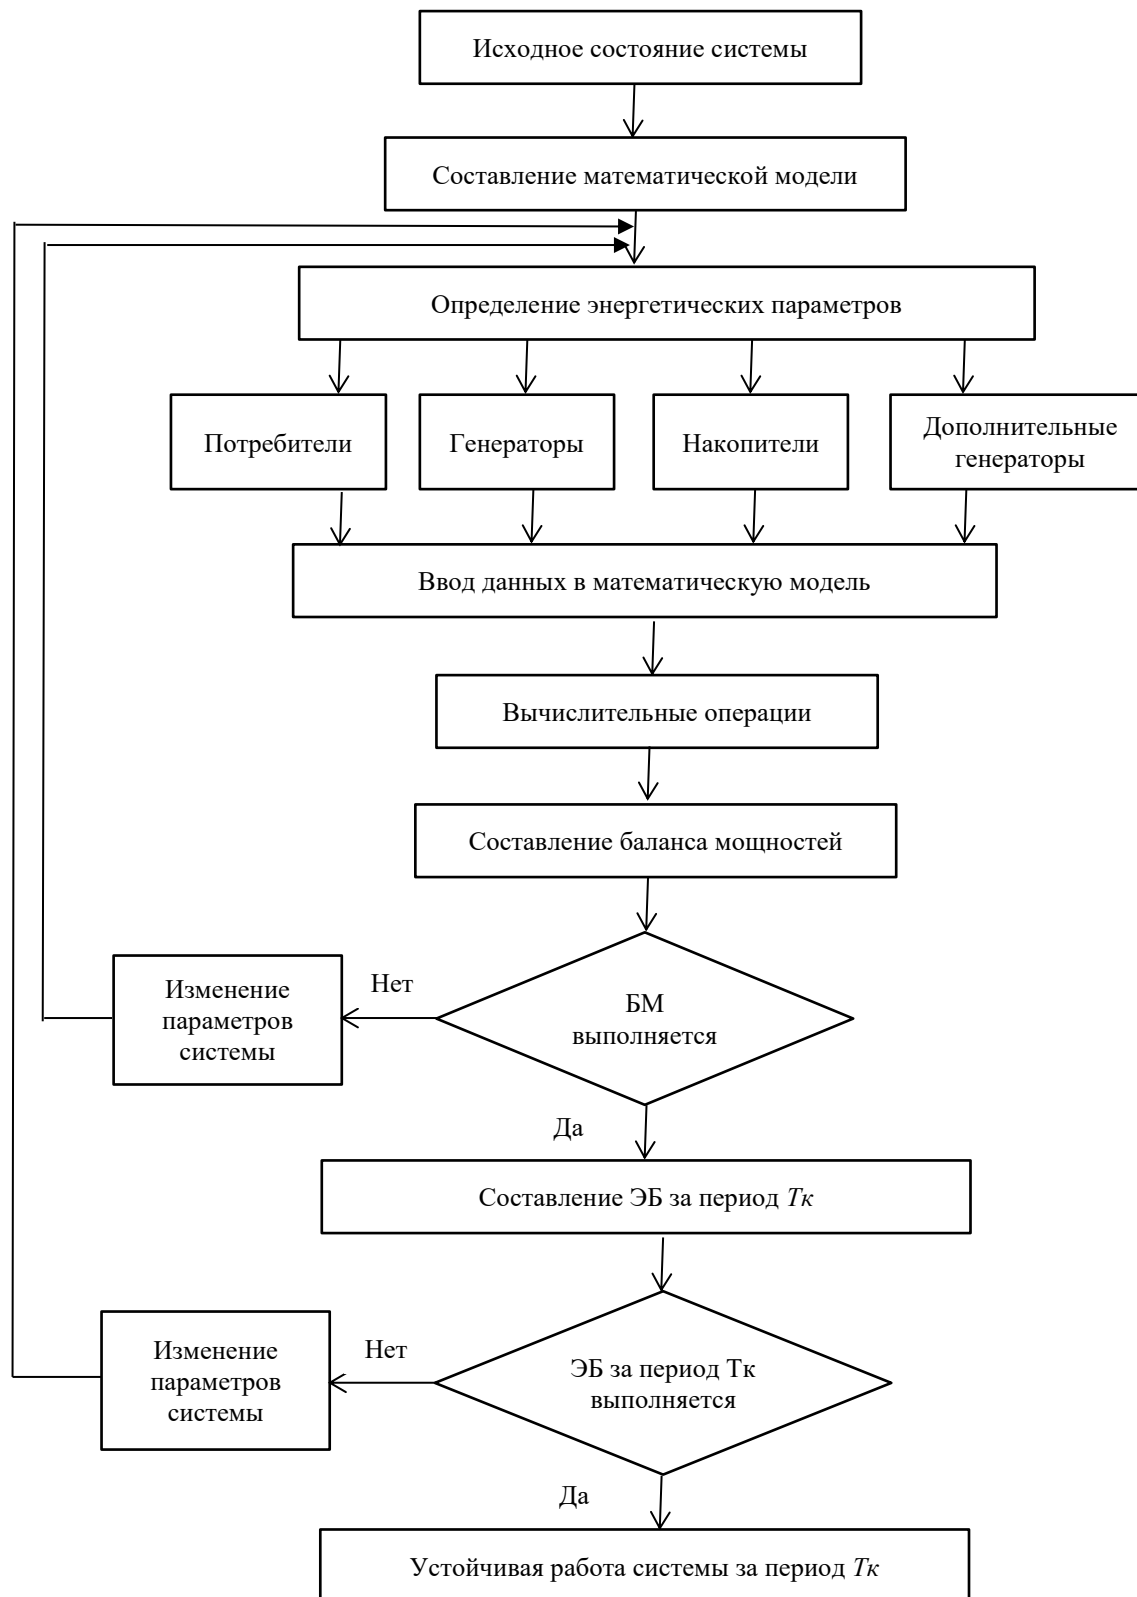 Исходное состояние системы
Составление математической модели
Определение энергетических параметров
Потребители
Генераторы
Накопители
Дополнительные
генераторы
Ввод данных в математическую модель
Вычислительные операции
Составление баланса мощностей
Изменение
параметров
системы
Нет
БМ
выполняется
Да
Составление ЭБ за период Тк
Изменение
параметров
системы
Нет
ЭБ за период Тк
выполняется
Да
Устойчивая работа системы за период Тк